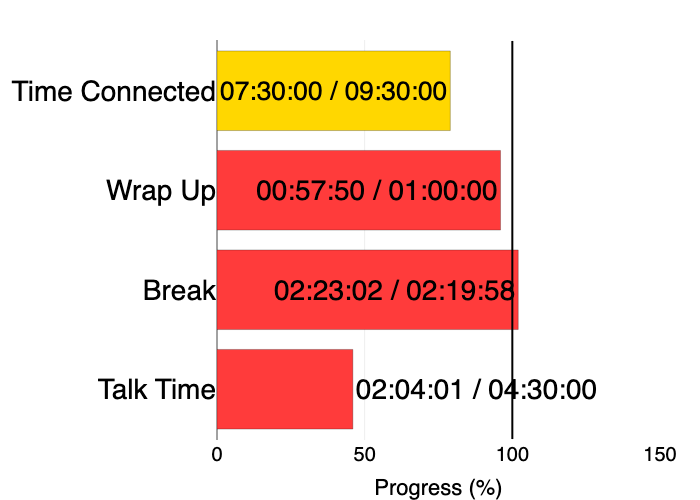 Time Connected 07:30:00 / 09:30:00
Wrap Up 00:57:50 / 01:00:00
Break 02:23:02 / 02:19:58
Talk Time 02:04:01 / 04:30:00
0 50 100 150
Progress (%)